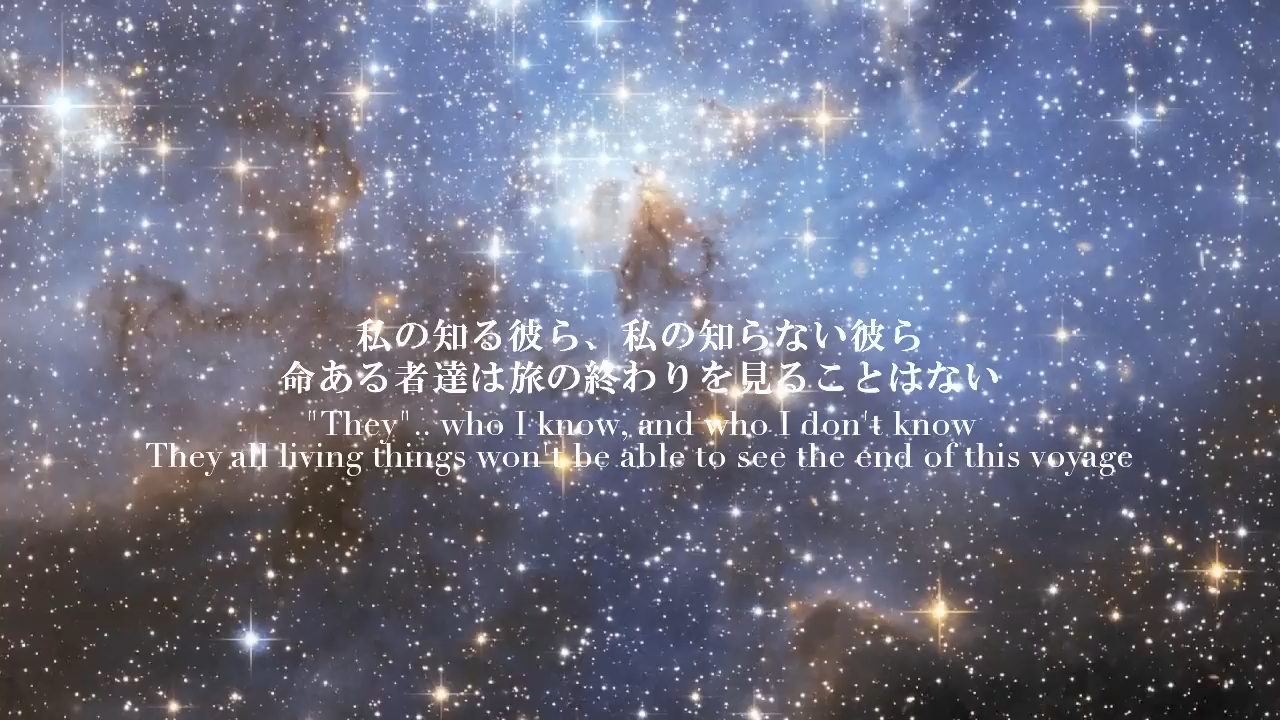 私の知る彼ら、私の知らない彼ら
命ある者達は旅の終わりを見ることはない
"They".. who I know, and who I don't know
They all living things won't be able to see the end of this voyage